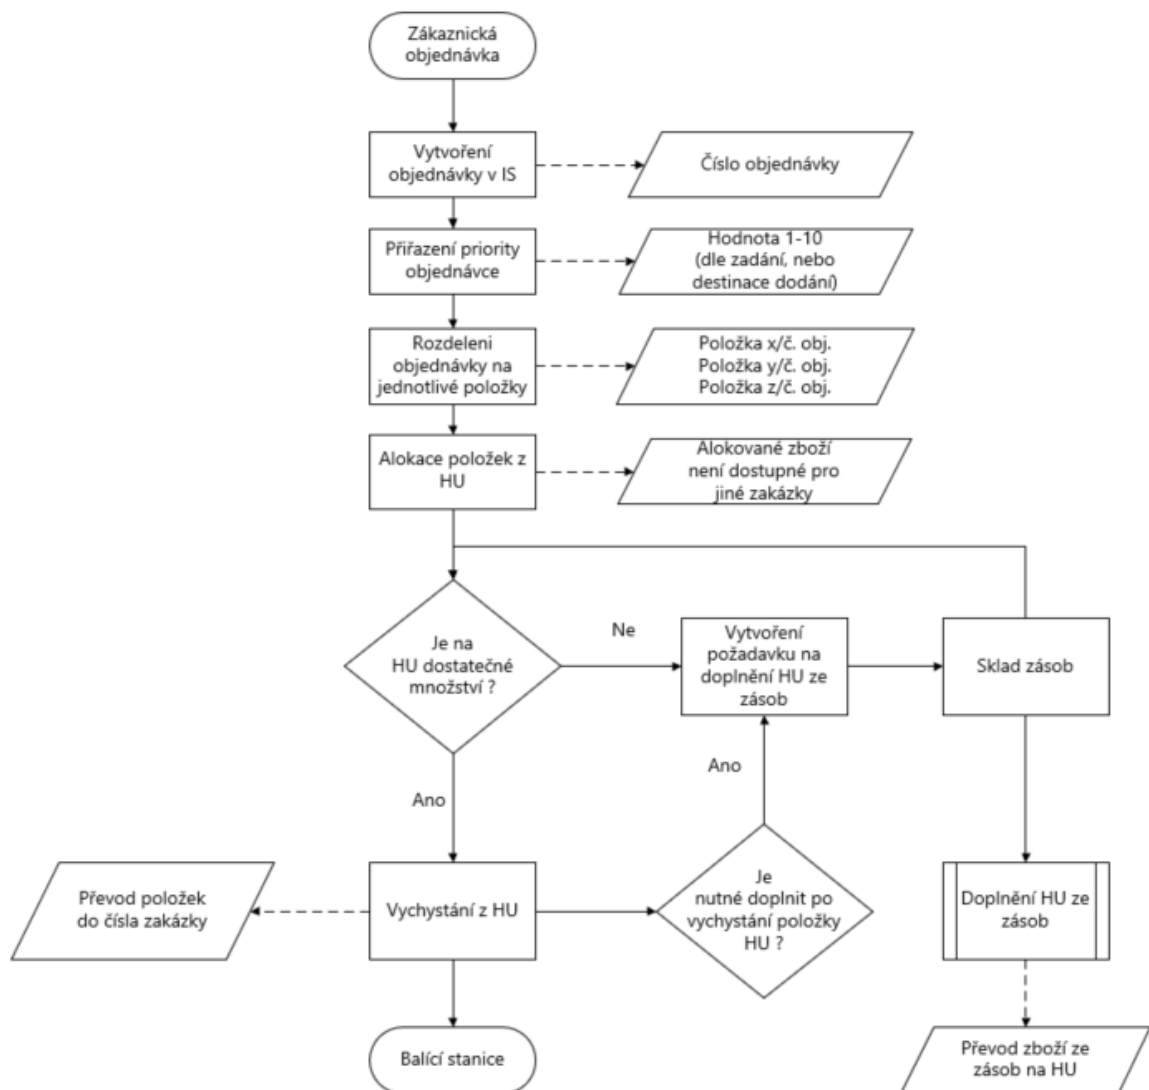 Zákaznická
objednávka
Vytvoření
objednávky v IS
Číslo objednávky
Přiřazení priority
objednávce
Hodnota 1-10
(dle zadání, nebo
destinace dodání)
Rozdeleni
objednávky na
jednotlivé položky
Položka x/č. obj.
Položka y/č. obj.
Položka z/č. obj.
Alokace položek z
HU
Alokované zboží
není dostupné pro
jiné zakázky
Je na
HU dostatečné
množství ?
Ne
Vytvoření
požadavku na
doplnění HU ze
zásob
Sklad zásob
Ano
Ano
Převod položek
do čísla zakázky
Vychystání z HU
Je
nutné doplnit po
vychystání položky
HU ?
Doplnění HU ze
zásob
Balící stanice
Převod zboží ze
zásob na HU